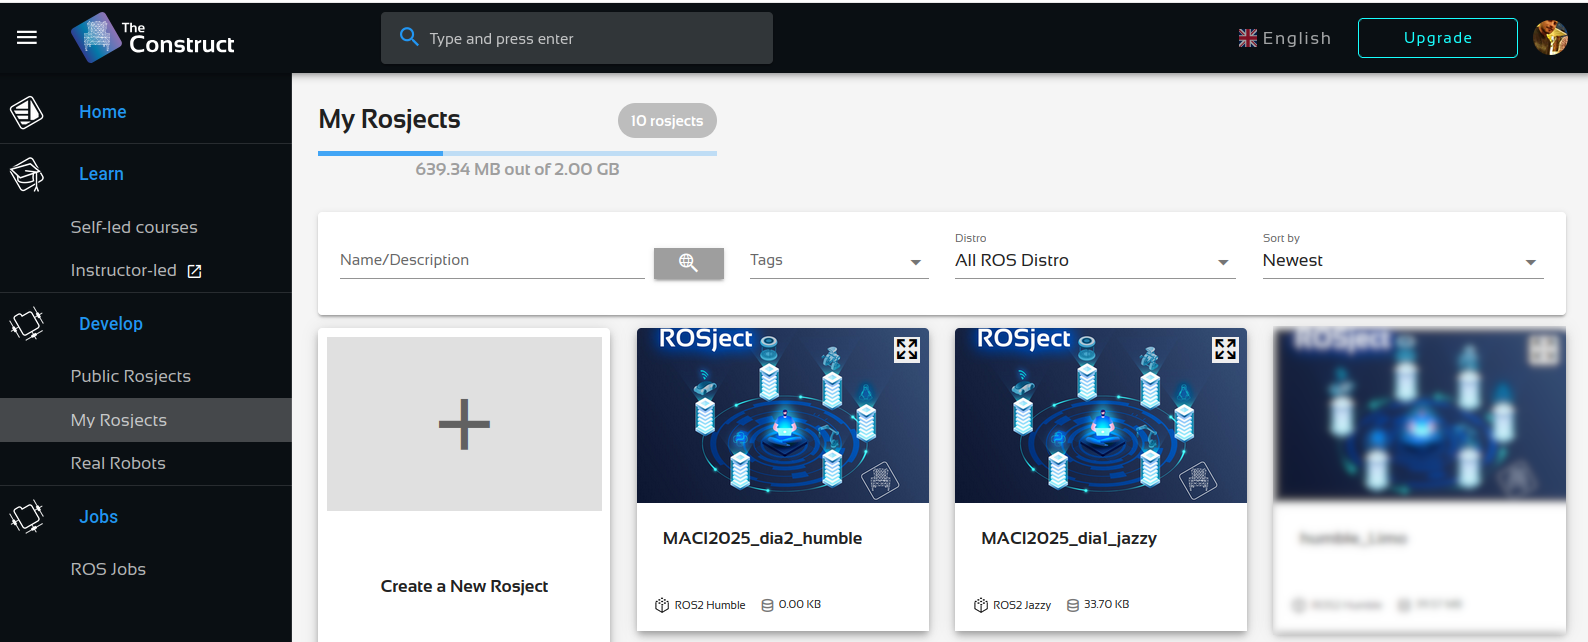 The
Construct
Type and press enter
English
Upgrade
Home
Learn
Self-led courses
Instructor-led
Develop
Public Rosjects
My Rosjects
Real Robots
Jobs
ROS Jobs
My Rosjects
10 rosjects
639.34 MB out of 2.00 GB
Name/Description
Tags
Distro
All ROS Distro
Sort by
Newest
Create a New Rosject
ROSject
MACI2025_dia2_humble
ROS2 Humble 0.00 KB
ROSject
MACI2025_dia1_jazzy
ROS2 Jazzy 33.70 KB
ROSject